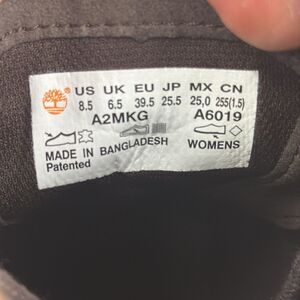 US UK EU JP MX CN
8.5 6.5 39.5 25.5 25,0 255(1.5)
A2MKG A6019
MADE IN BANGLADESH WOMENS
Patented